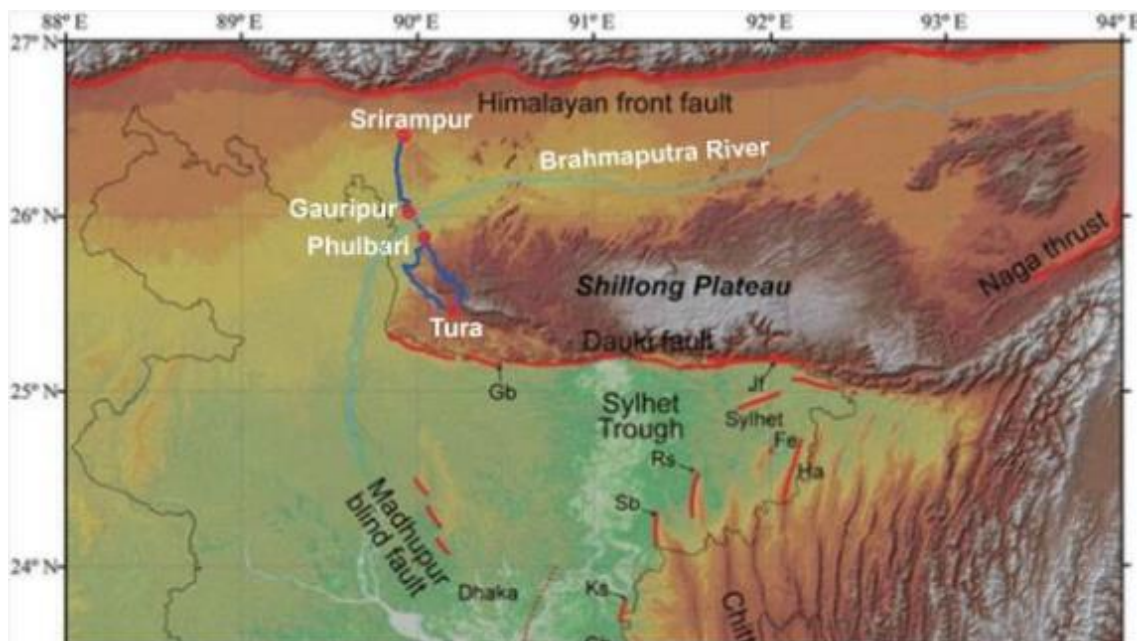 88° E 89° E 90° E 91° E 92° E 93° E 94° E
27° N
Himalayan front fault
Srirampur
Brahmaputra River
26° N
Gauripur
Phulbari
Naga thrust
Shillong Plateau
Tura
Dauki fault
25° N
Gb
Jf
Sylhet
Trough
Sylhet
Fe
Rs
Ha
Madhupur
blind fault
Sb
24° N
Dhaka
Ks